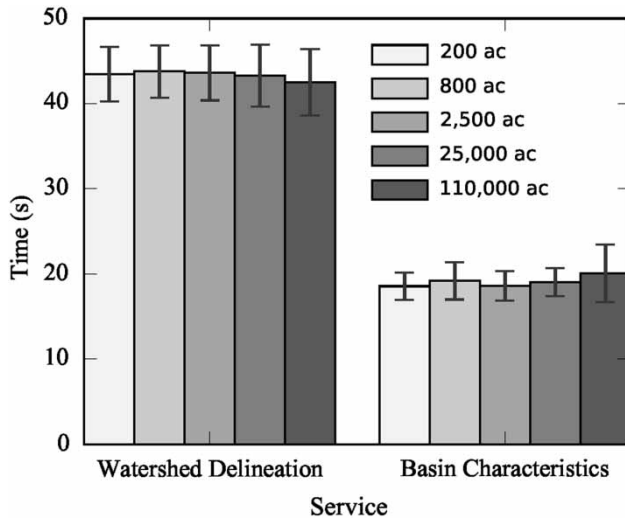 50
40
30
20
10
0
Time (s)
200 ac
800 ac
2,500 ac
25,000 ac
110,000 ac
Watershed Delineation
Basin Characteristics
Service